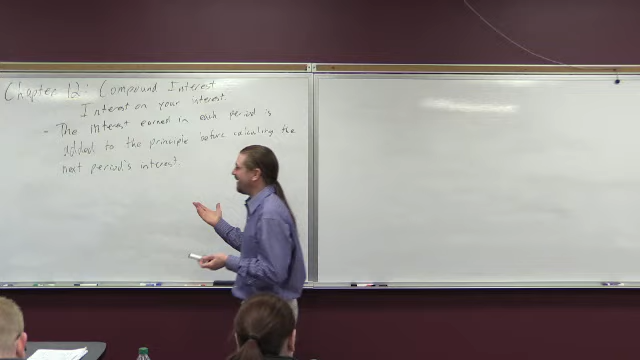 Chapter 12: Compound Interest
Interest on your interest.
- The interest earned in each period is
added to the principle before calculating the
next period's interest.